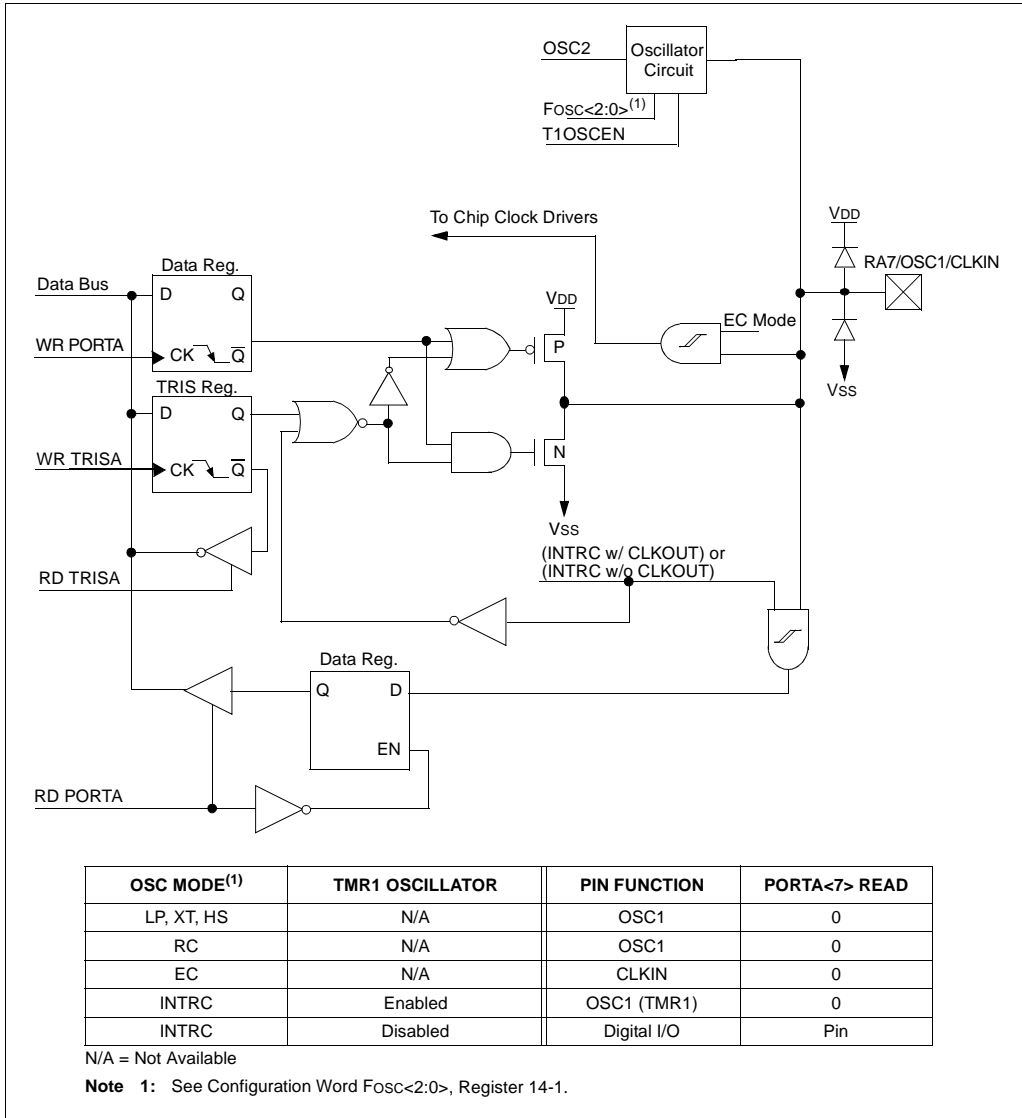 OSC2
Oscillator
Circuit
FOSC<2:0>(1)
T1OSCEN
To Chip Clock Drivers
VDD
RA7/OSC1/CLKIN
Data Reg.
Data Bus
D Q
VDD
EC Mode
WR PORTA
CK Q
P
TRIS Reg.
VSS
D Q
WR TRISA
CK Q
N
VSS
(INTRC w/ CLKOUT) or
(INTRC w/o CLKOUT)
RD TRISA
Data Reg.
Q D
EN
RD PORTA
OSC MODE(1) TMR1 OSCILLATOR PIN FUNCTION PORTA<7> READ
LP, XT, HS N/A OSC1 0
RC N/A OSC1 0
EC N/A CLKIN 0
INTRC Enabled OSC1 (TMR1) 0
INTRC Disabled Digital I/O Pin
N/A = Not Available
Note 1: See Configuration Word FOSC<2:0>, Register 14-1.